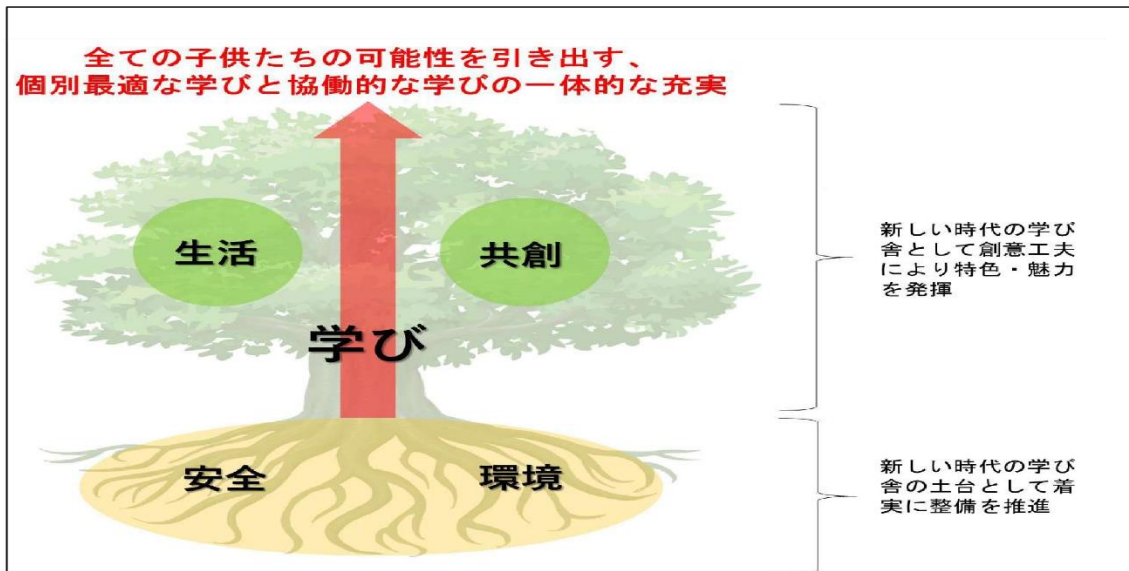 全ての子供たちの可能性を引き出す、
個別最適な学びと協働的な学びの一体的な充実
生活
共創
学び
新しい時代の学び
舎として創意工夫
により特色・魅力
を発揮
安全
環境
新しい時代の学び
舎の土台として着
実に整備を推進